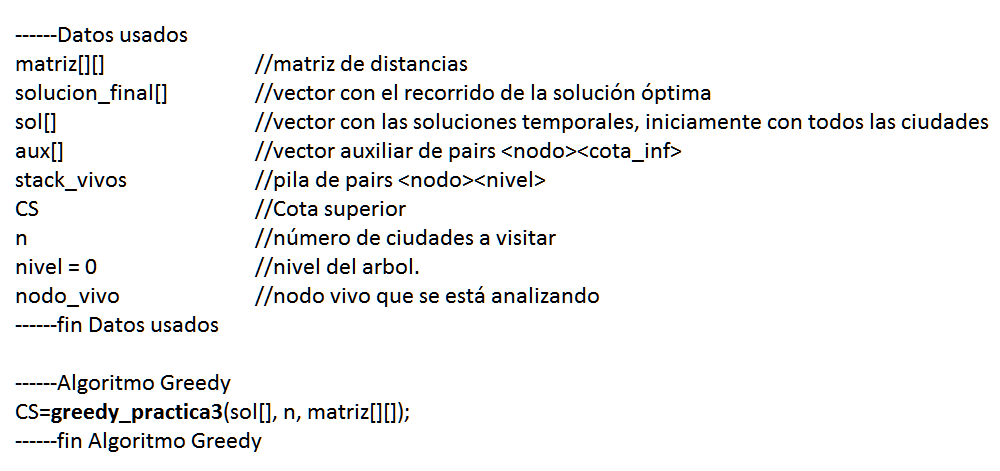 ------Datos usados
matriz[][] //matriz de distancias
solucion_final[] //vector con el recorrido de la solución óptima
sol[] //vector con las soluciones temporales, iniciamente con todos las ciudades
aux[] //vector auxiliar de pairs <nodo><cota_inf>
stack_vivos //pila de pairs <nodo><nivel>
CS //Cota superior
n //número de ciudades a visitar
nivel = 0 //nivel del arbol.
nodo_vivo //nodo vivo que se está analizando
------fin Datos usados
------Algoritmo Greedy
CS=greedy_practica3(sol[], n, matriz[][]);
------fin Algoritmo Greedy